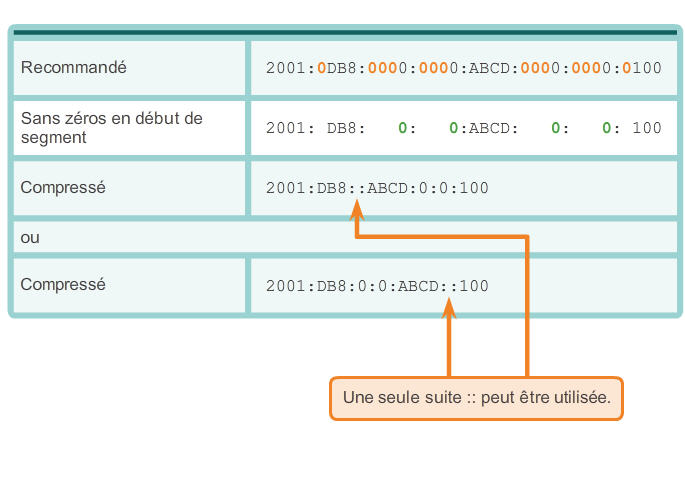 Recommandé 2001:0DB8:0000:0000:ABCD:0000:0000:0100
Sans zéros en début de
segment 2001: DB8: 0: 0:ABCD: 0: 0: 100
Compressé 2001:DB8::ABCD:0:0:100
ou
Compressé 2001:DB8:0:0:ABCD::100
Une seule suite :: peut être utilisée.